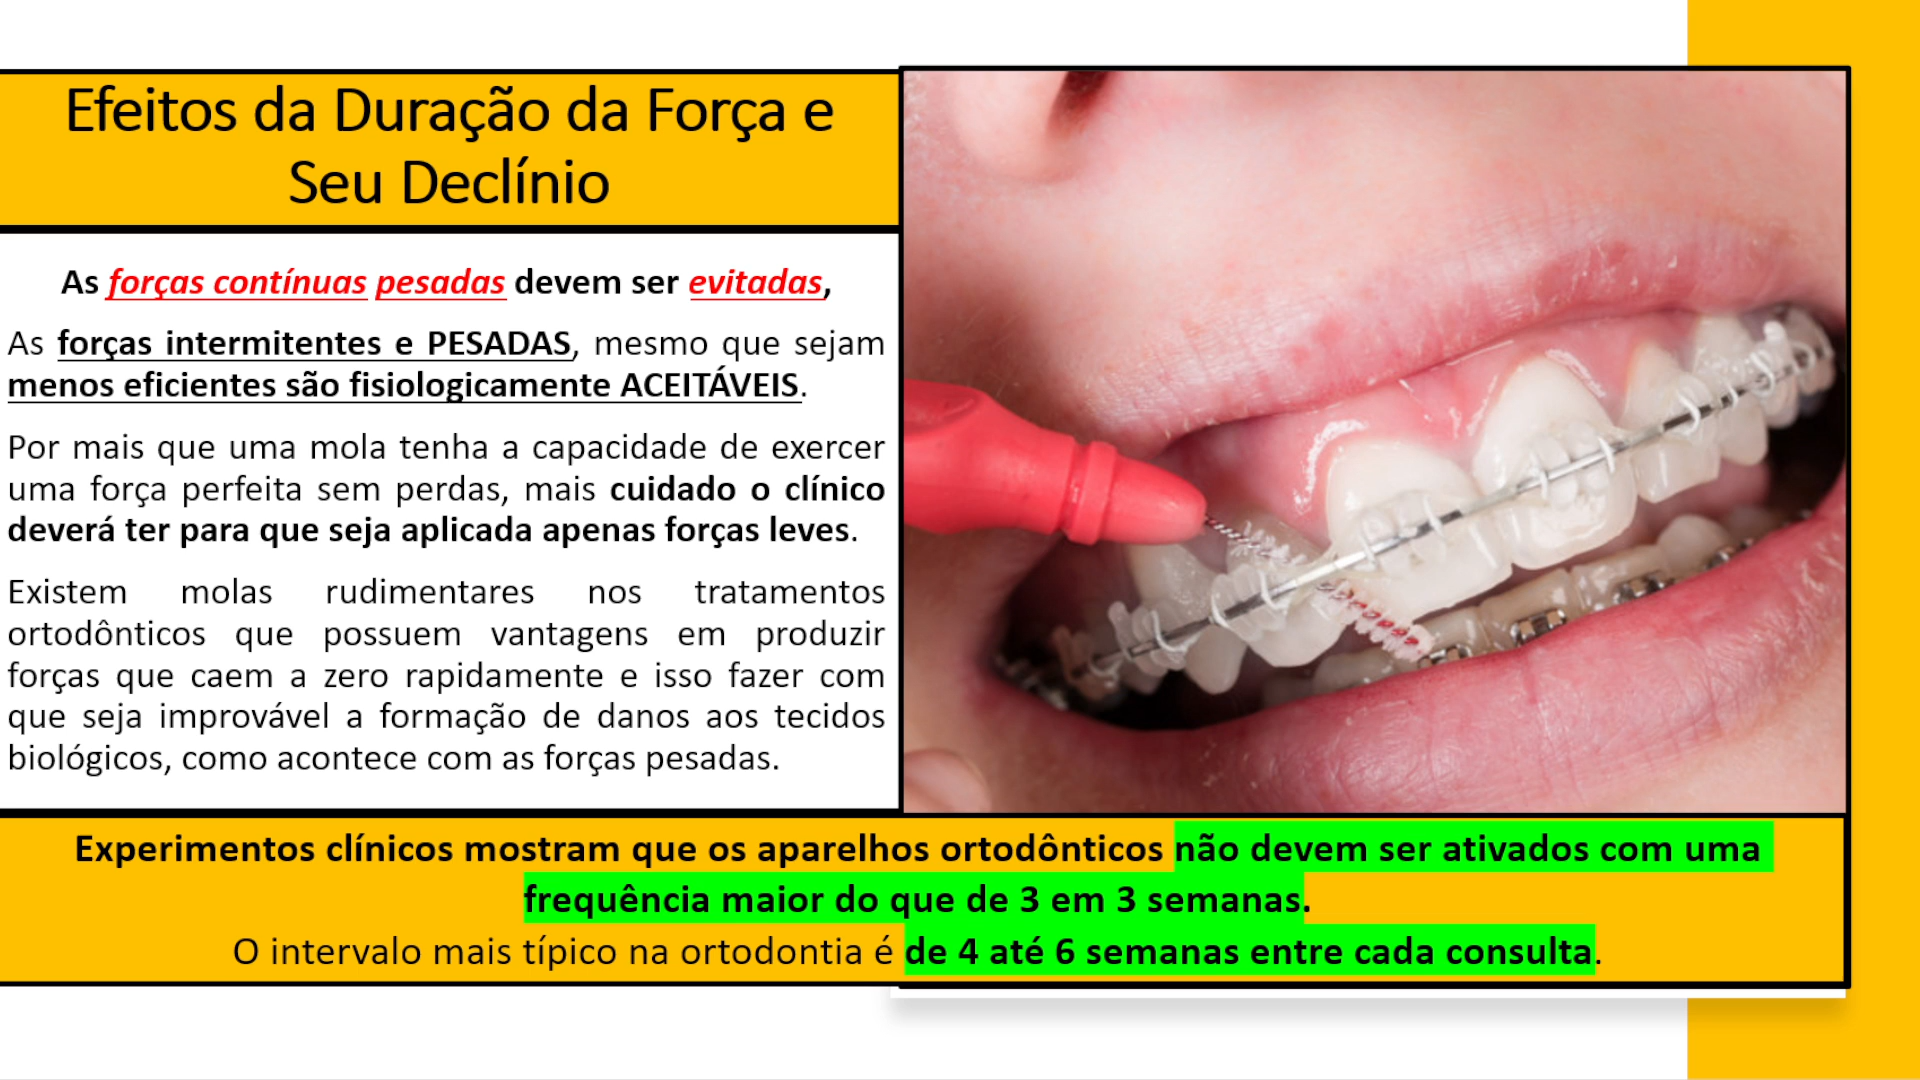 Efeitos da Duração da Força e
Seu Declínio
As forças contínuas pesadas devem ser evitadas,
As forças intermitentes e PESADAS, mesmo que sejam
menos eficientes são fisiologicamente ACEITÁVEIS.
Por mais que uma mola tenha a capacidade de exercer
uma força perfeita sem perdas, mais cuidado o clínico
deverá ter para que seja aplicada apenas forças leves.
Existem molas rudimentares nos tratamentos
ortodônticos que possuem vantagens em produzir
forças que caem a zero rapidamente e isso fazer com
que seja improvável a formação de danos aos tecidos
biológicos, como acontece com as forças pesadas.
Experimentos clínicos mostram que os aparelhos ortodônticos não devem ser ativados com uma
frequência maior do que de 3 em 3 semanas.
O intervalo mais típico na ortodontia é de 4 até 6 semanas entre cada consulta.